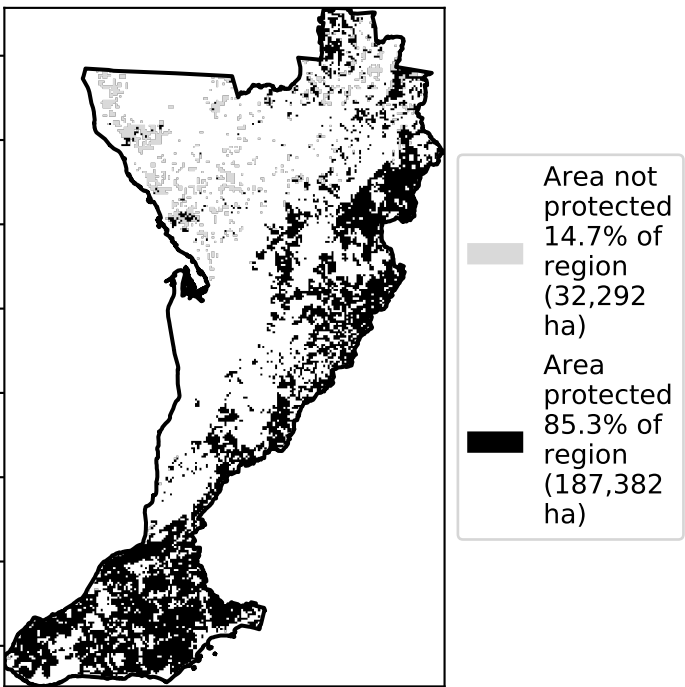 Area not
protected
14.7% of
region
(32,292
ha)
Area
protected
85.3% of
region
(187,382
ha)